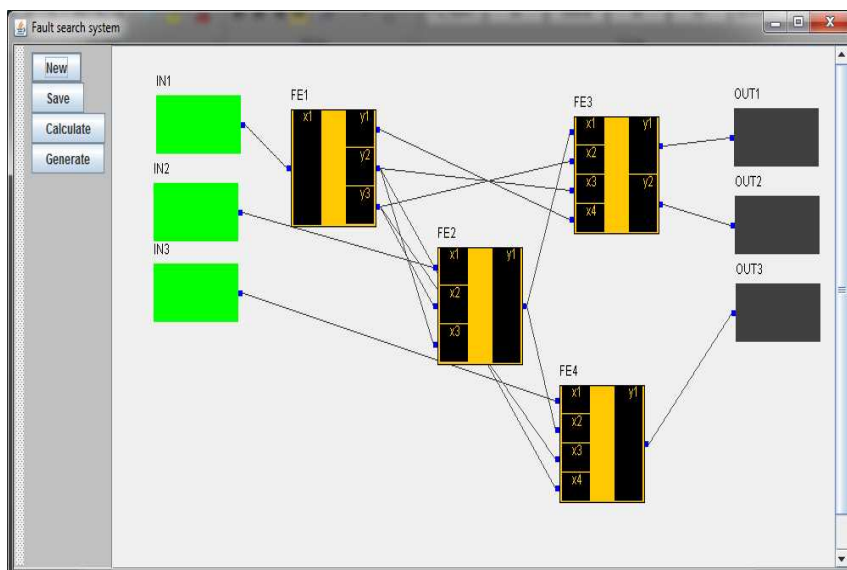 Fault search system
New
Save
Calculate
Generate
IN1
IN2
IN3
FE1
x1
y1
y2
y3
FE2
x1
x2
x3
y1
FE3
x1
x2
x3
x4
y1
y2
FE4
x1
x2
x3
x4
y1
OUT1
OUT2
OUT3